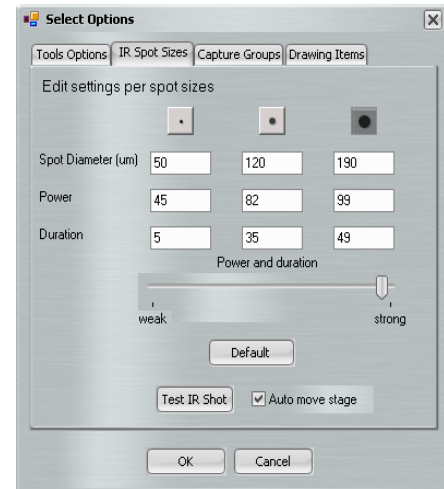 Select Options
Tools Options IR Spot Sizes Capture Groups Drawing Items
Edit settings per spot sizes
Spot Diameter (um) 50 120 190
Power 45 82 99
Duration 5 35 49
Power and duration
weak strong
Default
Test IR Shot Auto move stage
OK Cancel